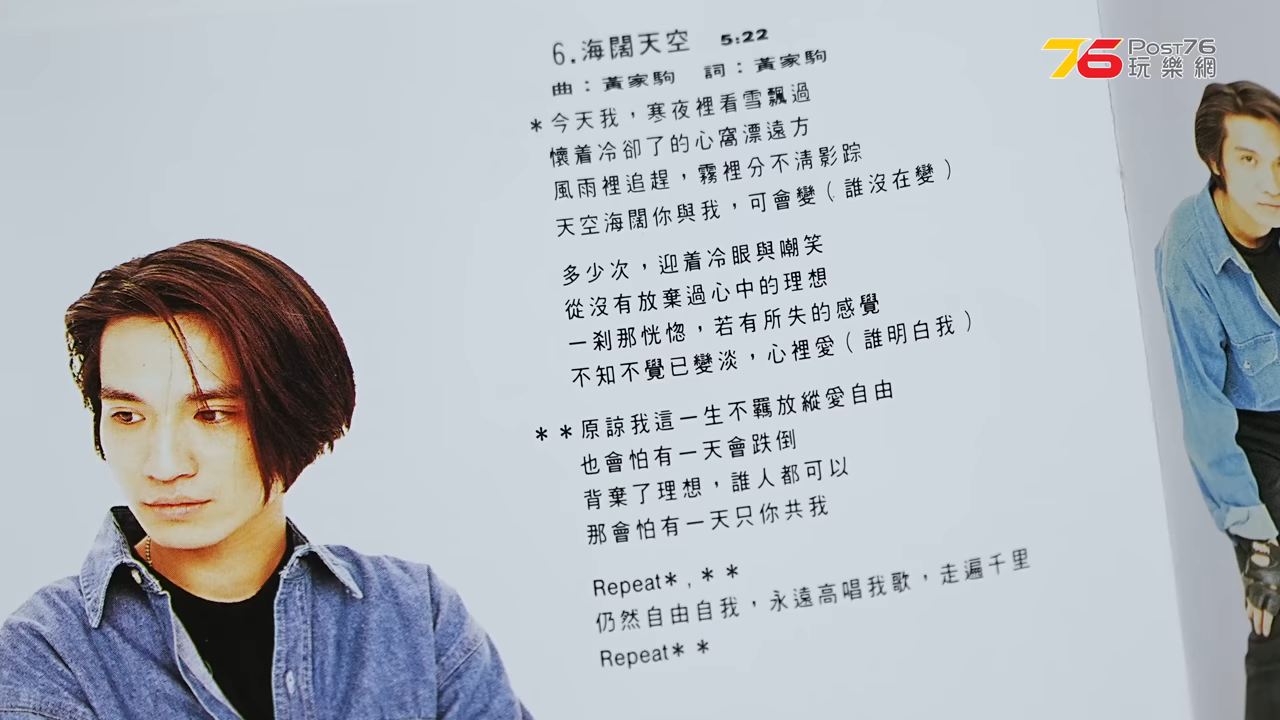 6.海闊天空 5:22
曲：黃家駒 詞：黃家駒
*今天我，寒夜裡看雪飄過
懷着冷卻了的心窩漂遠方
風雨裡追趕，霧裡分不清影踪
天空海闊你與我，可會變（誰沒在變）
多少次，迎着冷眼與嘲笑
從沒有放棄過心中的理想
一剎那恍惚，若有所失的感覺
不知不覺已變淡，心裡愛（誰明白我）
**原諒我這一生不羈放縱愛自由
也會怕有一天會跌倒
背棄了理想，誰人都可以
那會怕有一天只你共我
Repeat*,**
仍然自由自我，永遠高唱我歌，走遍千里
Repeat**
76 POST76
玩樂網